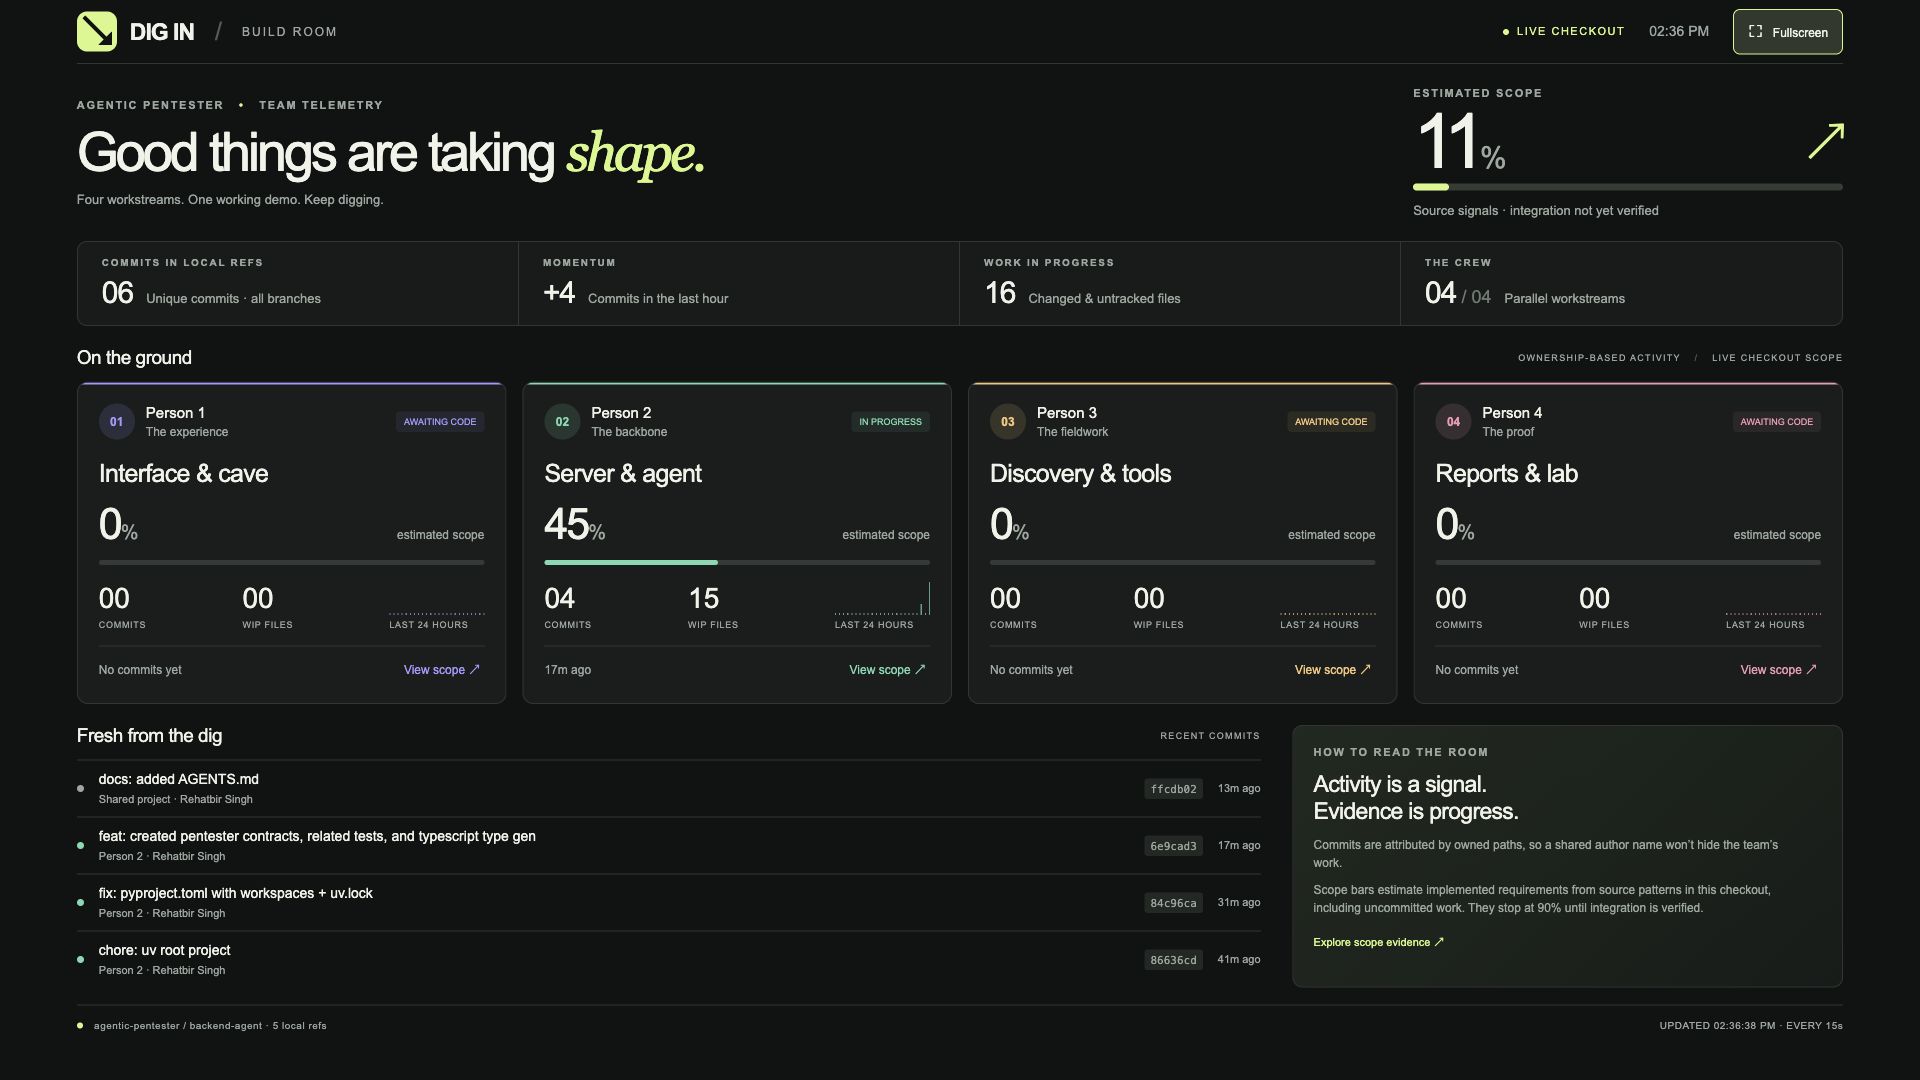 DIG IN / BUILD ROOM
LIVE CHECKOUT 02:36 PM Fullscreen
AGENTIC PENTESTER • TEAM TELEMETRY
Good things are taking shape.
Four workstreams. One working demo. Keep digging.
ESTIMATED SCOPE
11%
Source signals · integration not yet verified
COMMITS IN LOCAL REFS
06 Unique commits · all branches
MOMENTUM
+4 Commits in the last hour
WORK IN PROGRESS
16 Changed & untracked files
THE CREW
04 / 04 Parallel workstreams
On the ground
OWNERSHIP-BASED ACTIVITY / LIVE CHECKOUT SCOPE
01
Person 1
The experience
AWAITING CODE
Interface & cave
0%
estimated scope
00
COMMITS
00
WIP FILES
LAST 24 HOURS
No commits yet
View scope ↗
02
Person 2
The backbone
IN PROGRESS
Server & agent
45%
estimated scope
04
COMMITS
15
WIP FILES
LAST 24 HOURS
17m ago
View scope ↗
03
Person 3
The fieldwork
AWAITING CODE
Discovery & tools
0%
estimated scope
00
COMMITS
00
WIP FILES
LAST 24 HOURS
No commits yet
View scope ↗
04
Person 4
The proof
AWAITING CODE
Reports & lab
0%
estimated scope
00
COMMITS
00
WIP FILES
LAST 24 HOURS
No commits yet
View scope ↗
Fresh from the dig
RECENT COMMITS
docs: added AGENTS.md
Shared project · Rehatbir Singh
ffcdb02 13m ago
feat: created pentester contracts, related tests, and typescript type gen
Person 2 · Rehatbir Singh
6e9cad3 17m ago
fix: pyproject.toml with workspaces + uv.lock
Person 2 · Rehatbir Singh
84c96ca 31m ago
chore: uv root project
Person 2 · Rehatbir Singh
86636cd 41m ago
HOW TO READ THE ROOM
Activity is a signal.
Evidence is progress.
Commits are attributed by owned paths, so a shared author name won’t hide the team’s
work.
Scope bars estimate implemented requirements from source patterns in this checkout,
including uncommitted work. They stop at 90% until integration is verified.
Explore scope evidence ↗
agentic-pentester / backend-agent · 5 local refs
UPDATED 02:36:38 PM · EVERY 15s